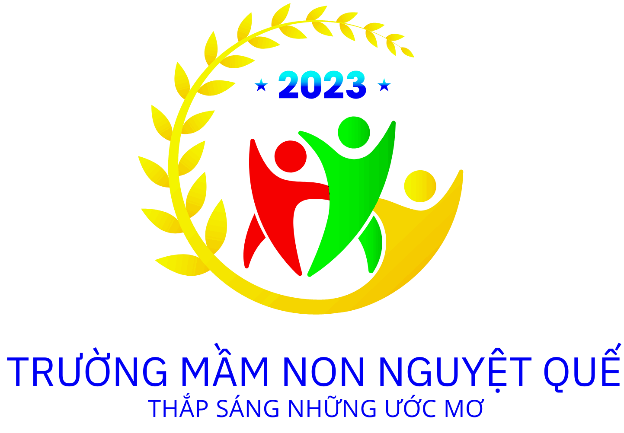 ★ 2023 ★
TRƯỜNG MẦM NON NGUYỆT QUẾ
THẮP SÁNG NHỮNG ƯỚC MƠ